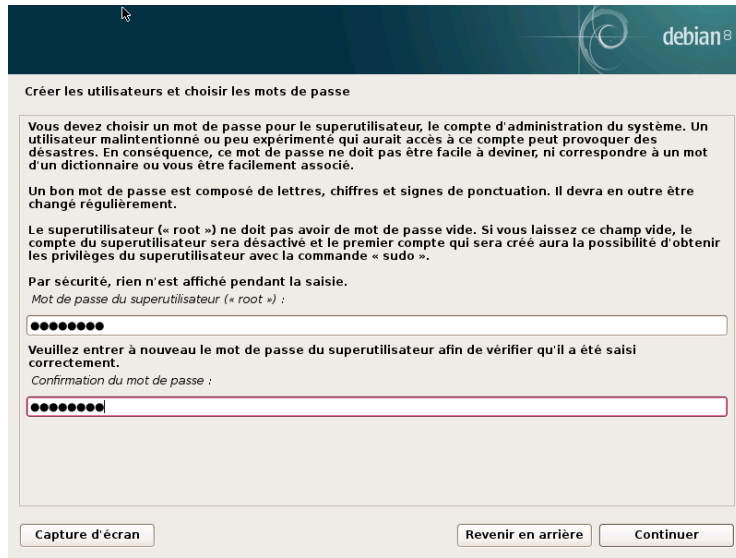 debian 8
Créer les utilisateurs et choisir les mots de passe
Vous devez choisir un mot de passe pour le superutilisateur, le compte d'administration du système. Un
utilisateur malintentionné ou peu expérimenté qui aurait accès à ce compte peut provoquer des
désastres. En conséquence, ce mot de passe ne doit pas être facile à deviner, ni correspondre à un mot
d'un dictionnaire ou vous être facilement associé.
Un bon mot de passe est composé de lettres, chiffres et signes de ponctuation. Il devra en outre être
changé régulièrement.
Le superutilisateur (« root ») ne doit pas avoir de mot de passe vide. Si vous laissez ce champ vide, le
compte du superutilisateur sera désactivé et le premier compte qui sera créé aura la possibilité d'obtenir
les privilèges du superutilisateur avec la commande « sudo ».
Par sécurité, rien n'est affiché pendant la saisie.
Mot de passe du superutilisateur (« root ») :
●●●●●●●●
Veuillez entrer à nouveau le mot de passe du superutilisateur afin de vérifier qu'il a été saisi
correctement.
Confirmation du mot de passe :
●●●●●●●●
Capture d'écran
Revenir en arrière
Continuer